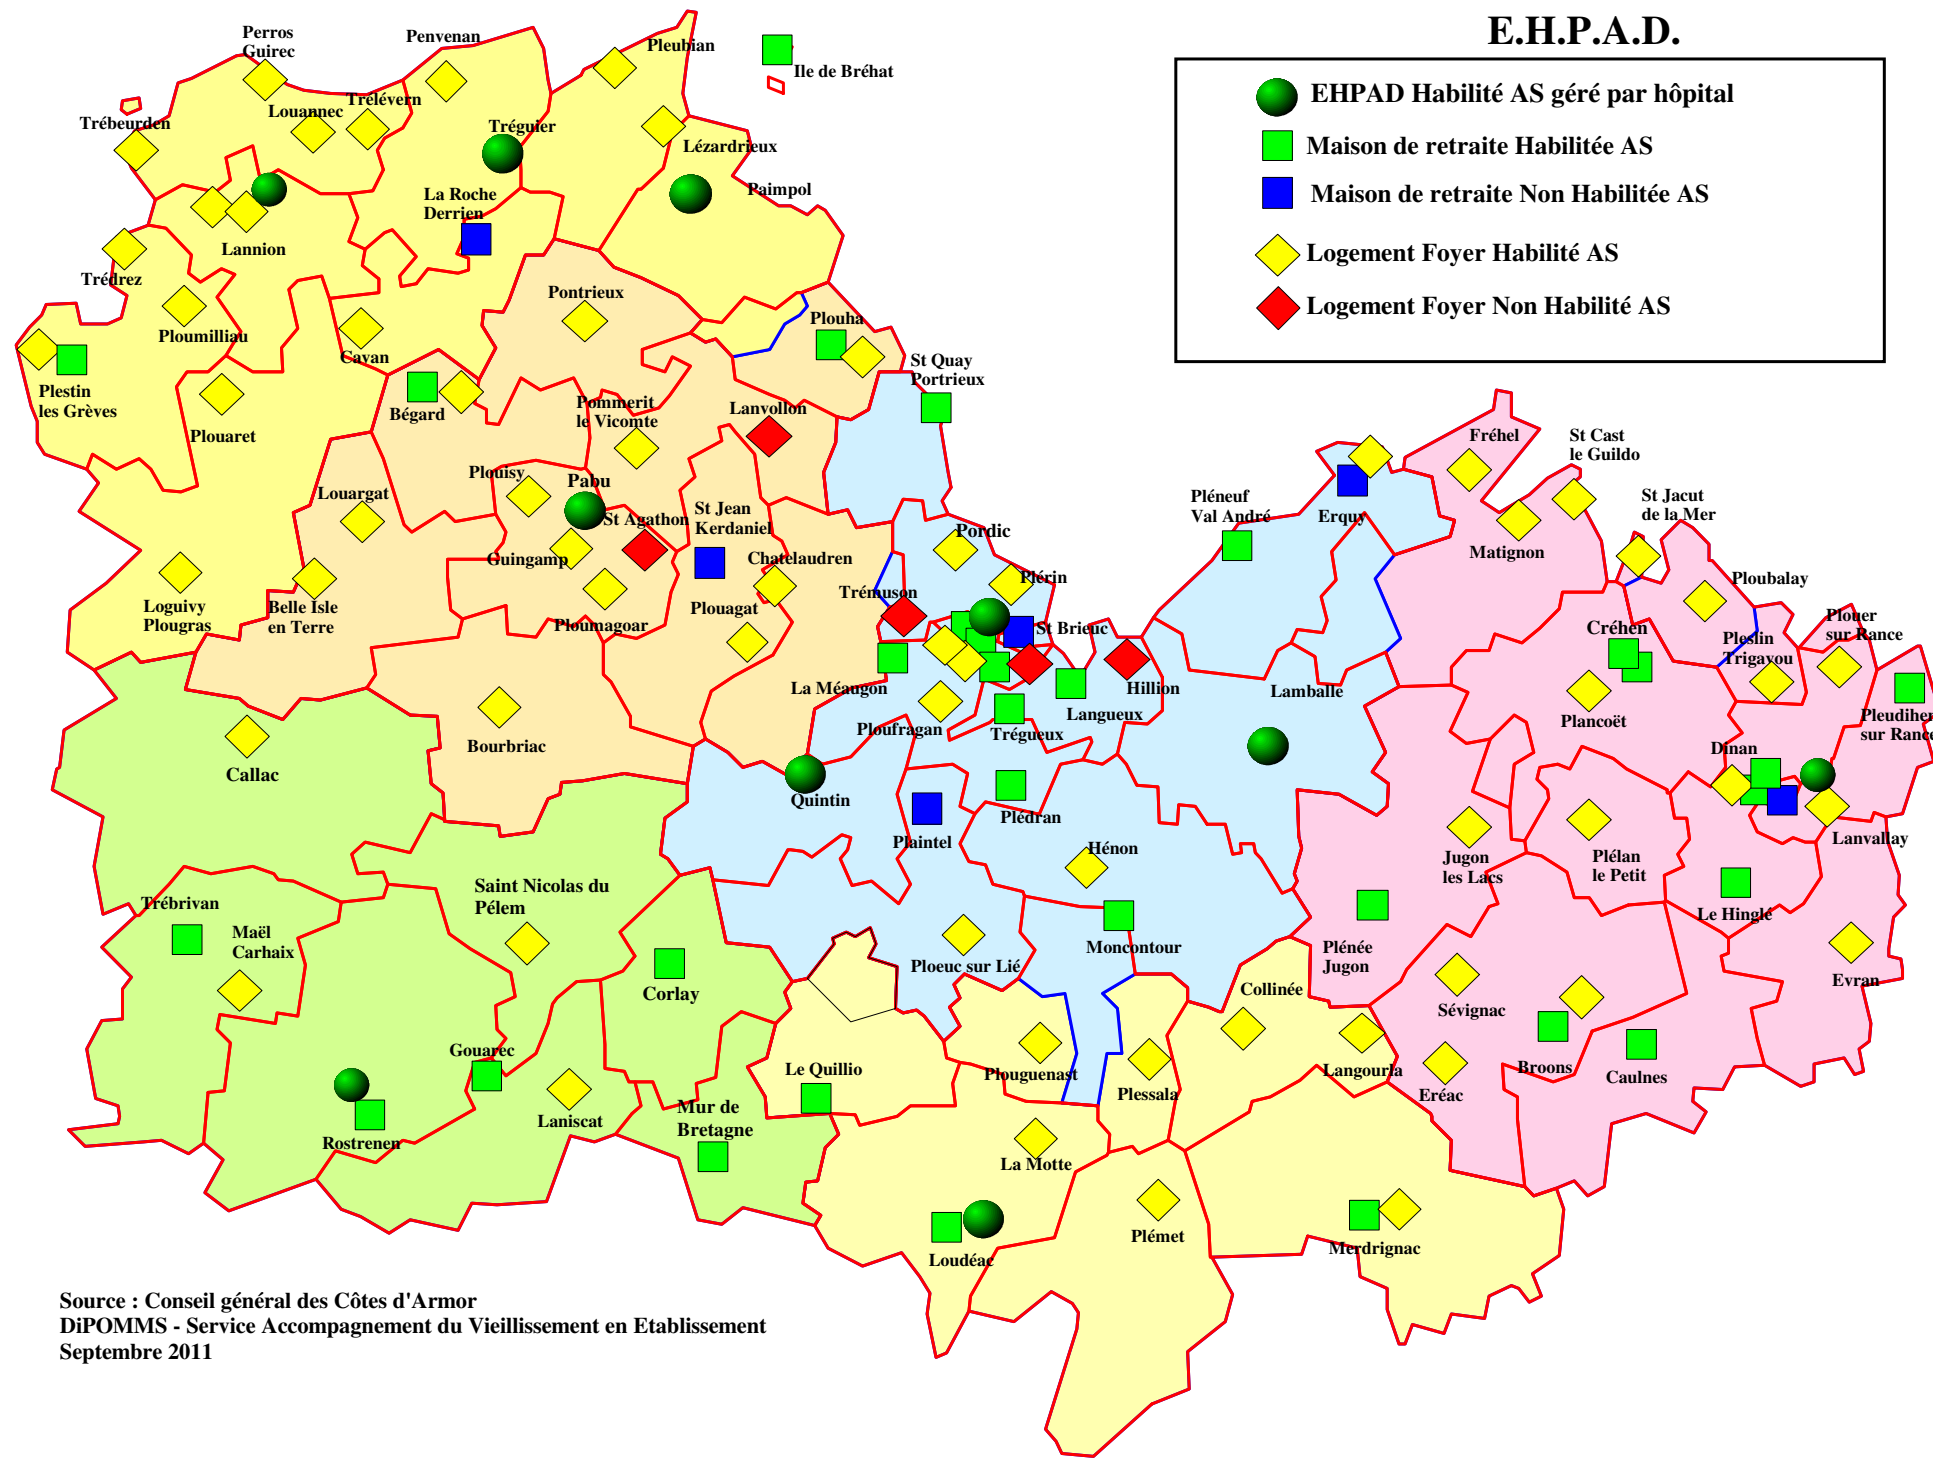 E.H.P.A.D.
EHPAD Habilité AS géré par hôpital
Maison de retraite Habilitée AS
Maison de retraite Non Habilitée AS
Logement Foyer Habilité AS
Logement Foyer Non Habilité AS
Perros
Guirec
Penvenan
Pleubian
Ile de Bréhat
Louannec
Trélévern
Trébeurden
Tréguier
Lézardrieux
Paimpol
La Roche
Derrien
Lannion
Trédrez
Ploumilliau
Cavan
Pontrieux
Plouha
Plestin
les Grèves
Plouaret
Bégard
Pommerit
le Vicomte
Lanvollon
St Quay
Portrieux
Plouisy
Pabu
Louargat
St Agathon
St Jean
Kerdaniel
Guingamp
Chatelaudren
Pordic
Plérin
Trémuson
Loguivy
Plougras
Belle Isle
en Terre
Ploumagoar
Plouagat
St Brieuc
La Méaugon
Hillion
Langueux
Ploufragan
Trégueux
Lamballe
Pléneuf
Val André
Erquy
Fréhel
St Cast
le Guildo
Matignon
St Jacut
de la Mer
Ploubalay
Plouer
sur Rance
Créhen
Pleslin
Trigavou
Plancoët
Pleudihen
sur Rance
Dinan
Lanvallay
Callac
Bourbriac
Quintin
Plaintel
Plédran
Hénon
Jugon
les Lacs
Plélan
le Petit
Le Hinglé
Evran
Trébrivan
Maël
Carhaix
Saint Nicolas du
Pélem
Corlay
Ploeuc sur Lié
Moncontour
Plénée
Jugon
Collinée
Sévignac
Gouarec
Laniscat
Rostrenen
Mur de
Bretagne
Le Quillio
Plouguenast
Plessala
Langourla
Eréac
Broons
Caulnes
La Motte
Loudéac
Plémet
Merdrignac
Source : Conseil général des Côtes d'Armor
DiPOMMS - Service Accompagnement du Vieillissement en Etablissement
Septembre 2011